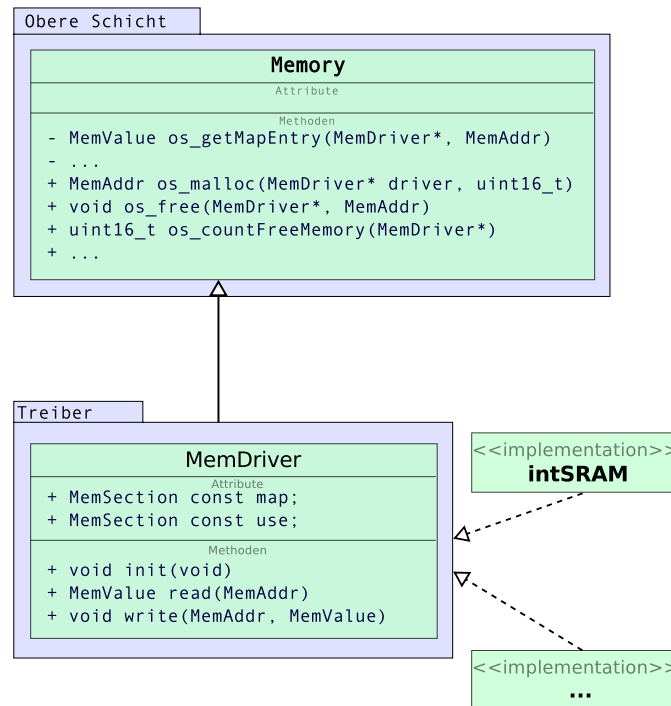 Obere Schicht
Memory
Attribute
Methoden
- MemValue os_getMapEntry(MemDriver*, MemAddr)
- ...
+ MemAddr os_malloc(MemDriver* driver, uint16_t)
+ void os_free(MemDriver*, MemAddr)
+ uint16_t os_countFreeMemory(MemDriver*)
+ ...
Treiber
MemDriver
Attribute
+ MemSection const map;
+ MemSection const use;
Methoden
+ void init(void)
+ MemValue read(MemAddr)
+ void write(MemAddr, MemValue)
<<implementation>>
intSRAM
<<implementation>>
...